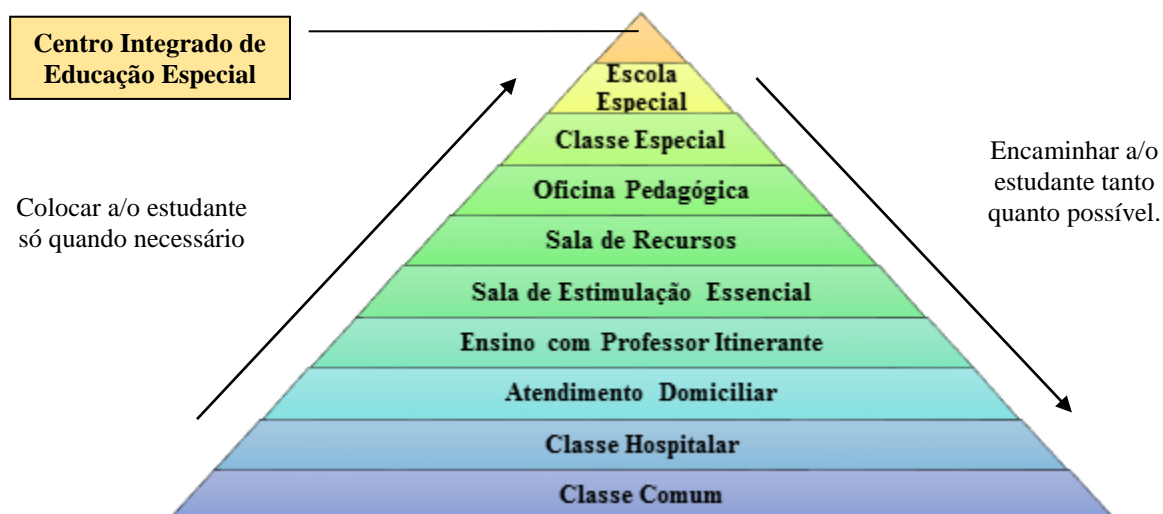 Centro Integrado de
Educação Especial
Escola
Especial
Classe Especial
Oficina Pedagógica
Sala de Recursos
Sala de Estimulação Essencial
Ensino com Professor Itinerante
Atendimento Domiciliar
Classe Hospitalar
Classe Comum
Colocar a/o estudante
só quando necessário
Encaminhar a/o
estudante tanto
quanto possível.